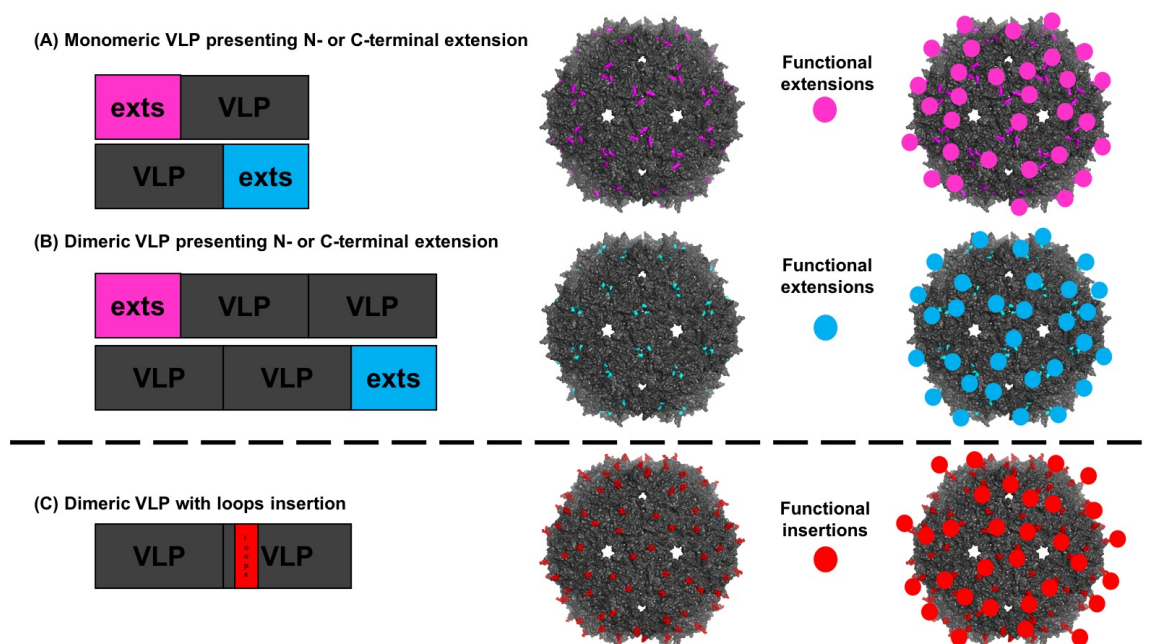 (A) Monomeric VLP presenting N- or C-terminal extension
exts VLP
VLP exts
Functional
extensions
(B) Dimeric VLP presenting N- or C-terminal extension
exts VLP VLP
VLP VLP exts
Functional
extensions
(C) Dimeric VLP with loops insertion
VLP loops VLP
Functional
insertions